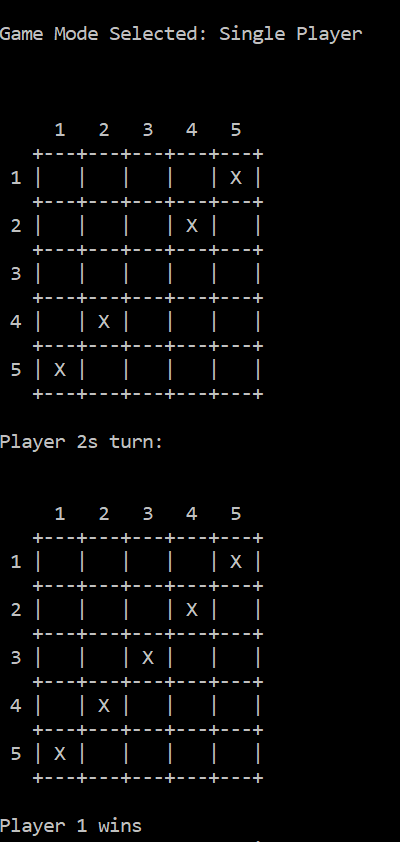 Game Mode Selected: Single Player
    1   2   3   4   5
  +---+---+---+---+---+
1 |   |   |   |   | X |
  +---+---+---+---+---+
2 |   |   |   | X |   |
  +---+---+---+---+---+
3 |   |   |   |   |   |
  +---+---+---+---+---+
4 |   | X |   |   |   |
  +---+---+---+---+---+
5 | X |   |   |   |   |
  +---+---+---+---+---+
Player 2s turn:
    1   2   3   4   5
  +---+---+---+---+---+
1 |   |   |   |   | X |
  +---+---+---+---+---+
2 |   |   |   | X |   |
  +---+---+---+---+---+
3 |   |   | X |   |   |
  +---+---+---+---+---+
4 |   | X |   |   |   |
  +---+---+---+---+---+
5 | X |   |   |   |   |
  +---+---+---+---+---+
Player 1 wins